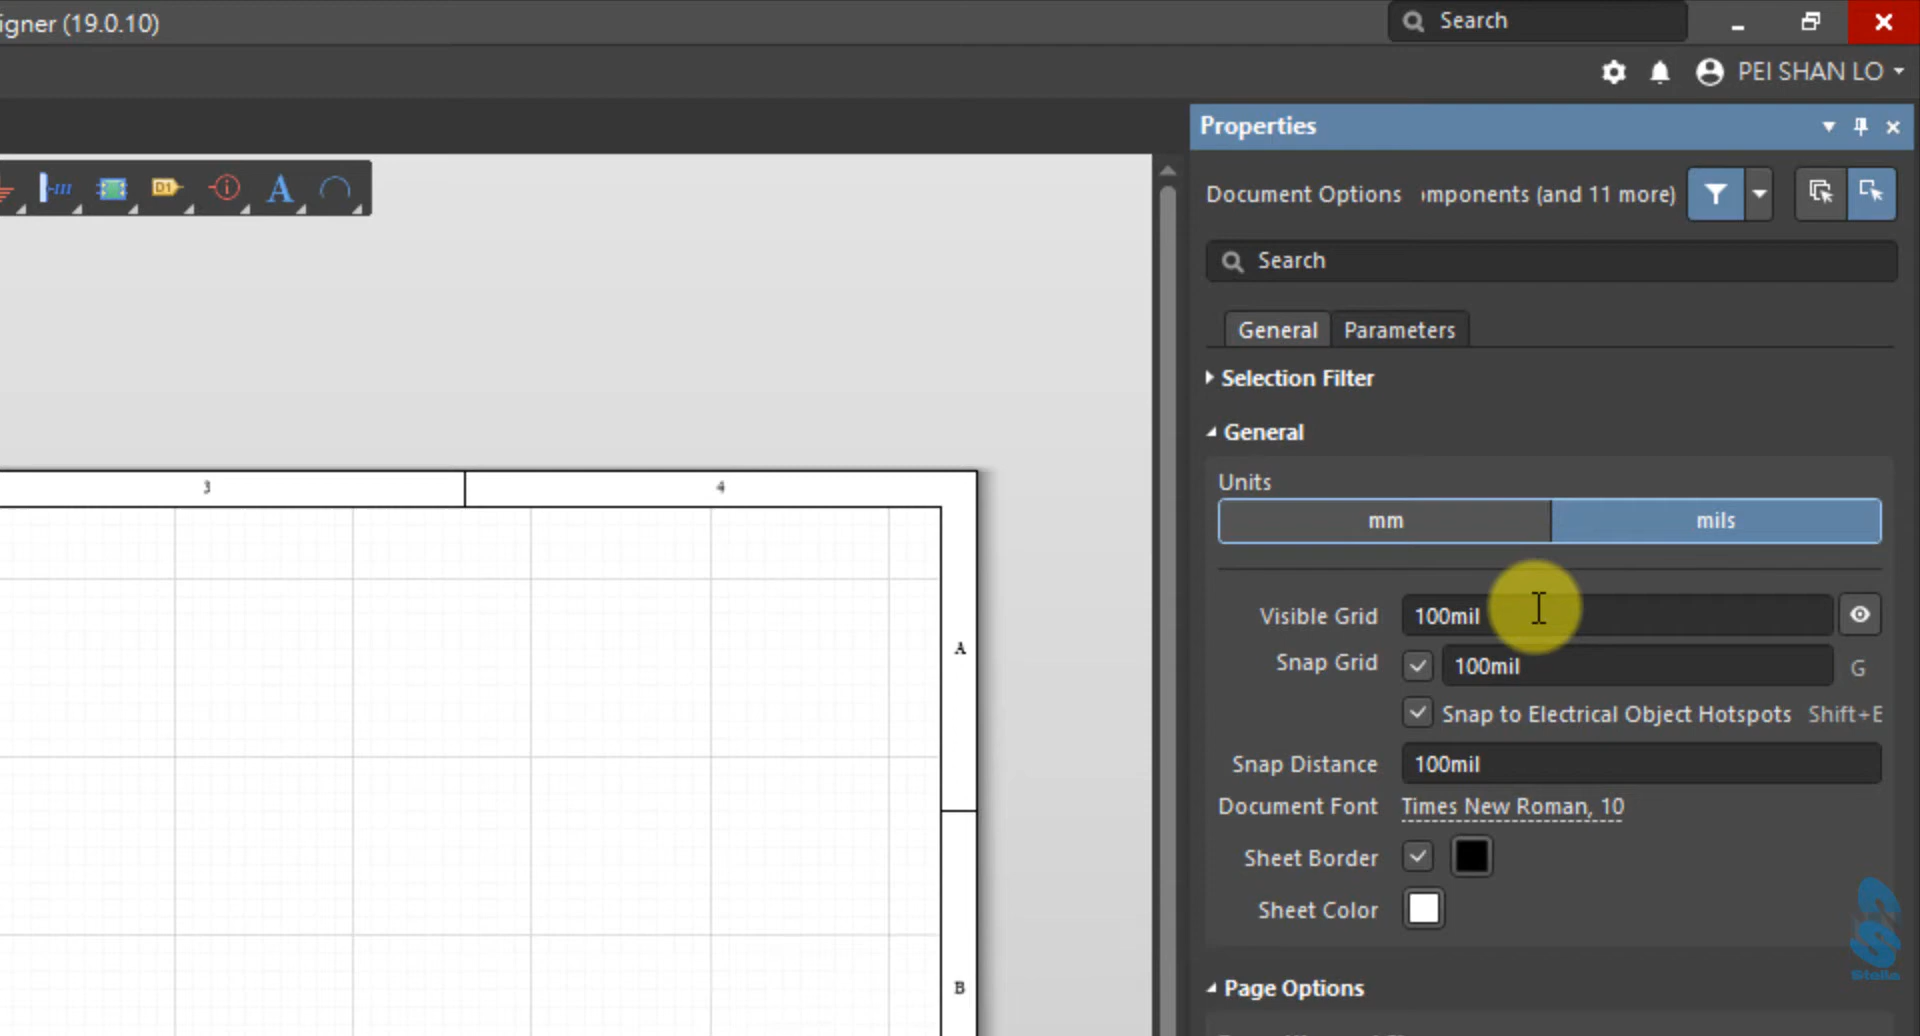 igner (19.0.10)
Search
PEI SHAN LO
Properties
D1
A
Document Options
mponents (and 11 more)
Search
General
Parameters
Selection Filter
General
Units
mm
mils
3
4
Visible Grid
100mil
A
Snap Grid
100mil
G
Snap to Electrical Object Hotspots
Shift+E
Snap Distance
100mil
Document Font
Times New Roman, 10
Sheet Border
Sheet Color
Stella
B
Page Options